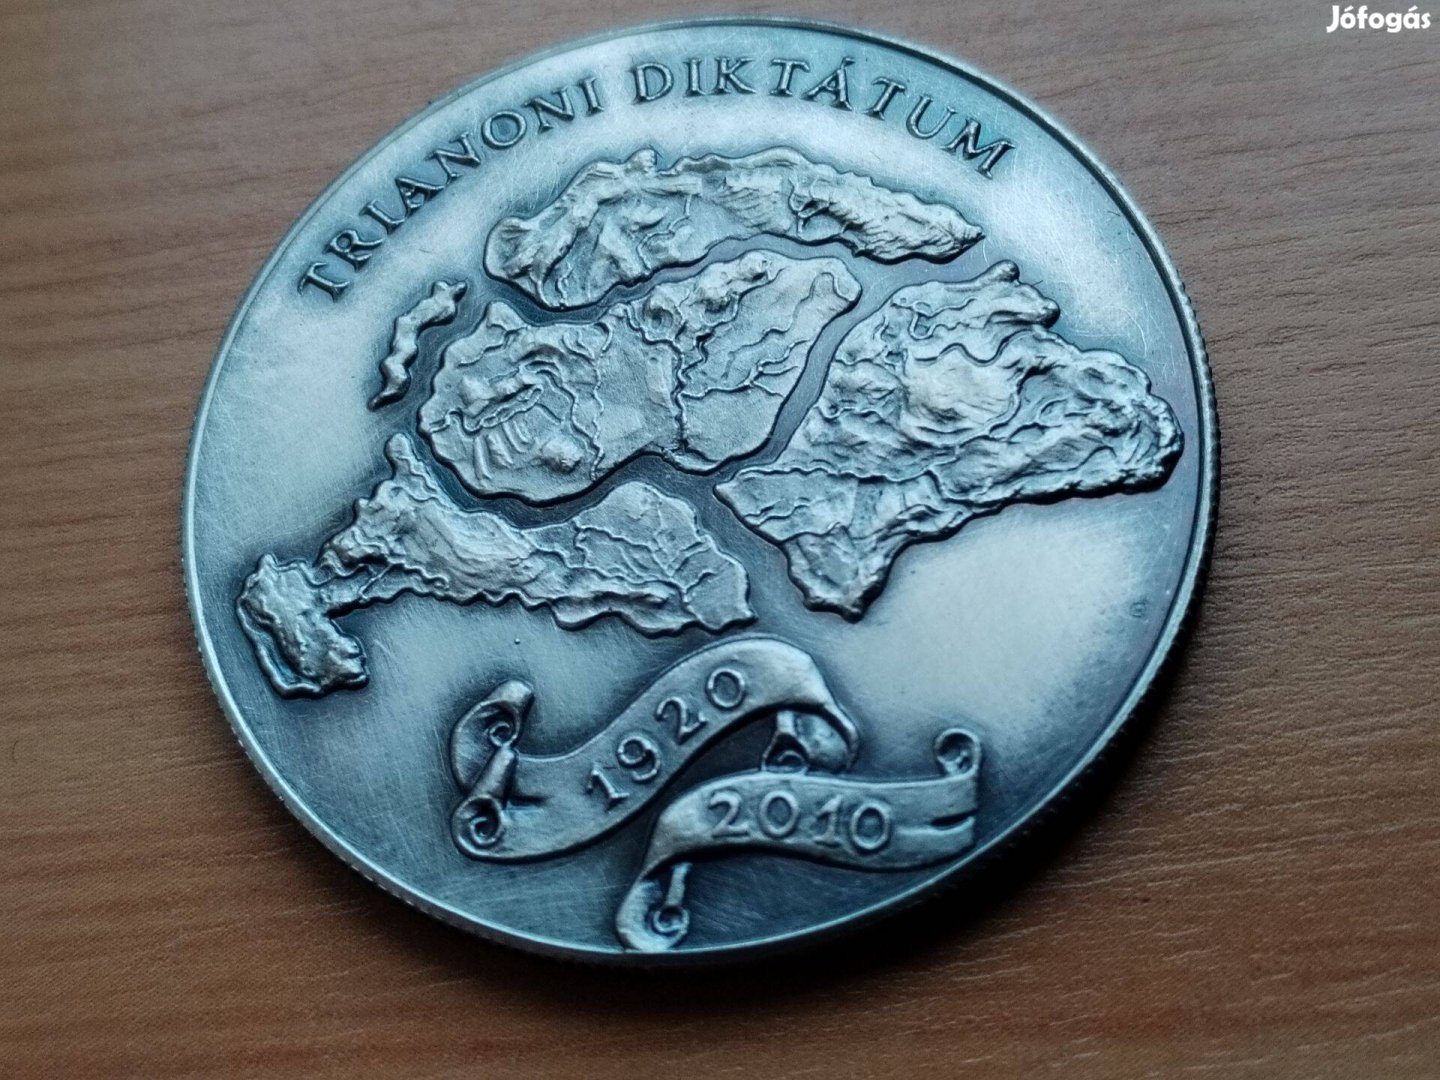 Jófogás
TRIANONI DIKTÁTUM
1920
2010